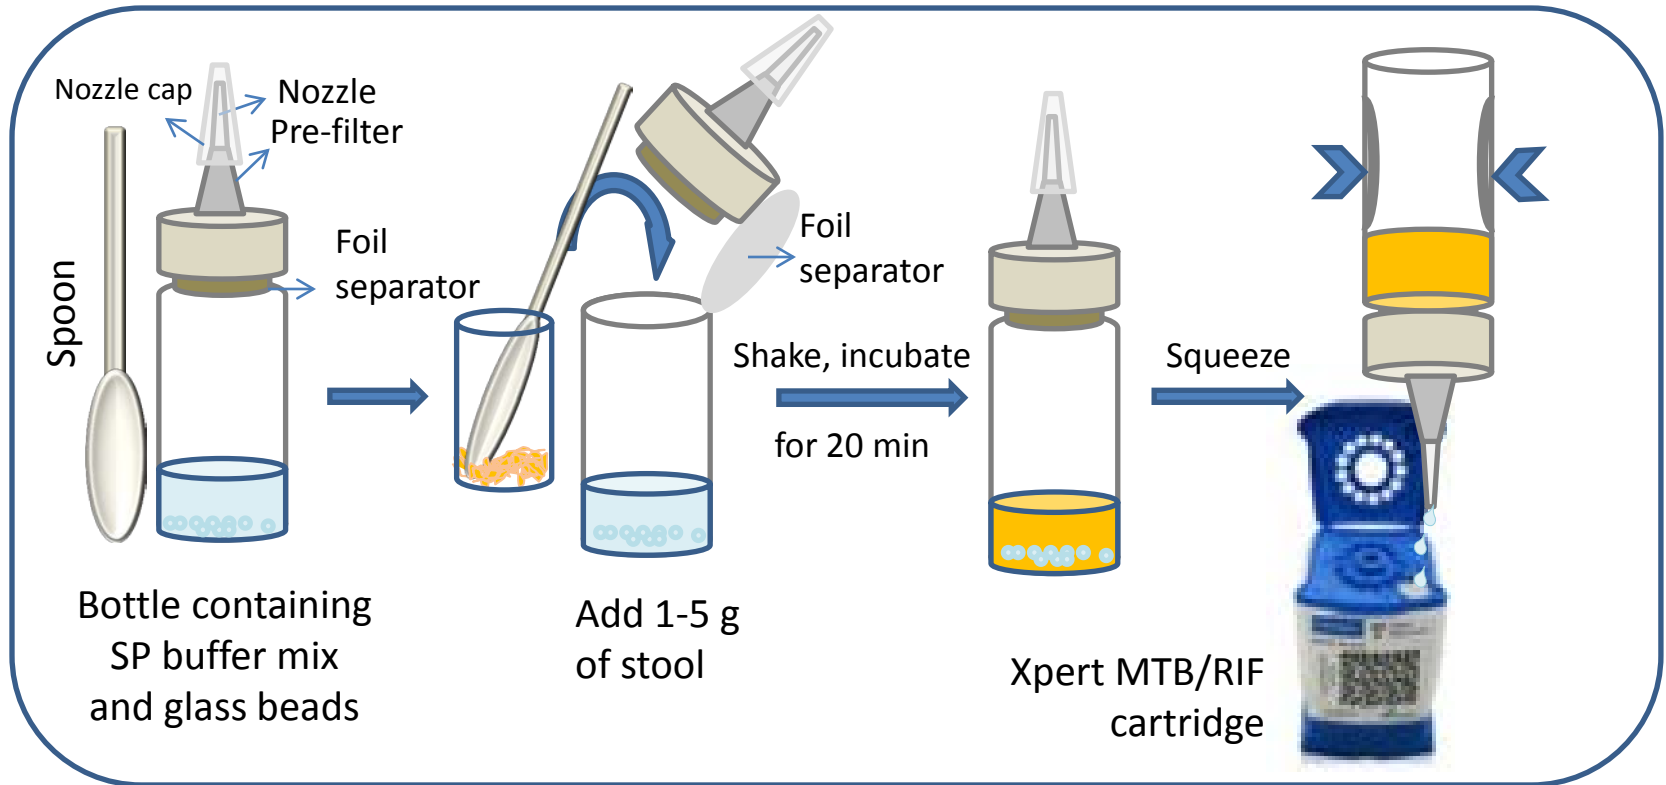 Nozzle cap
Nozzle
Pre-filter
Spoon
Foil
separator
Bottle containing
SP buffer mix
and glass beads
Foil
separator
Add 1-5 g
of stool
Shake, incubate
for 20 min
Squeeze
Xpert MTB/RIF
cartridge